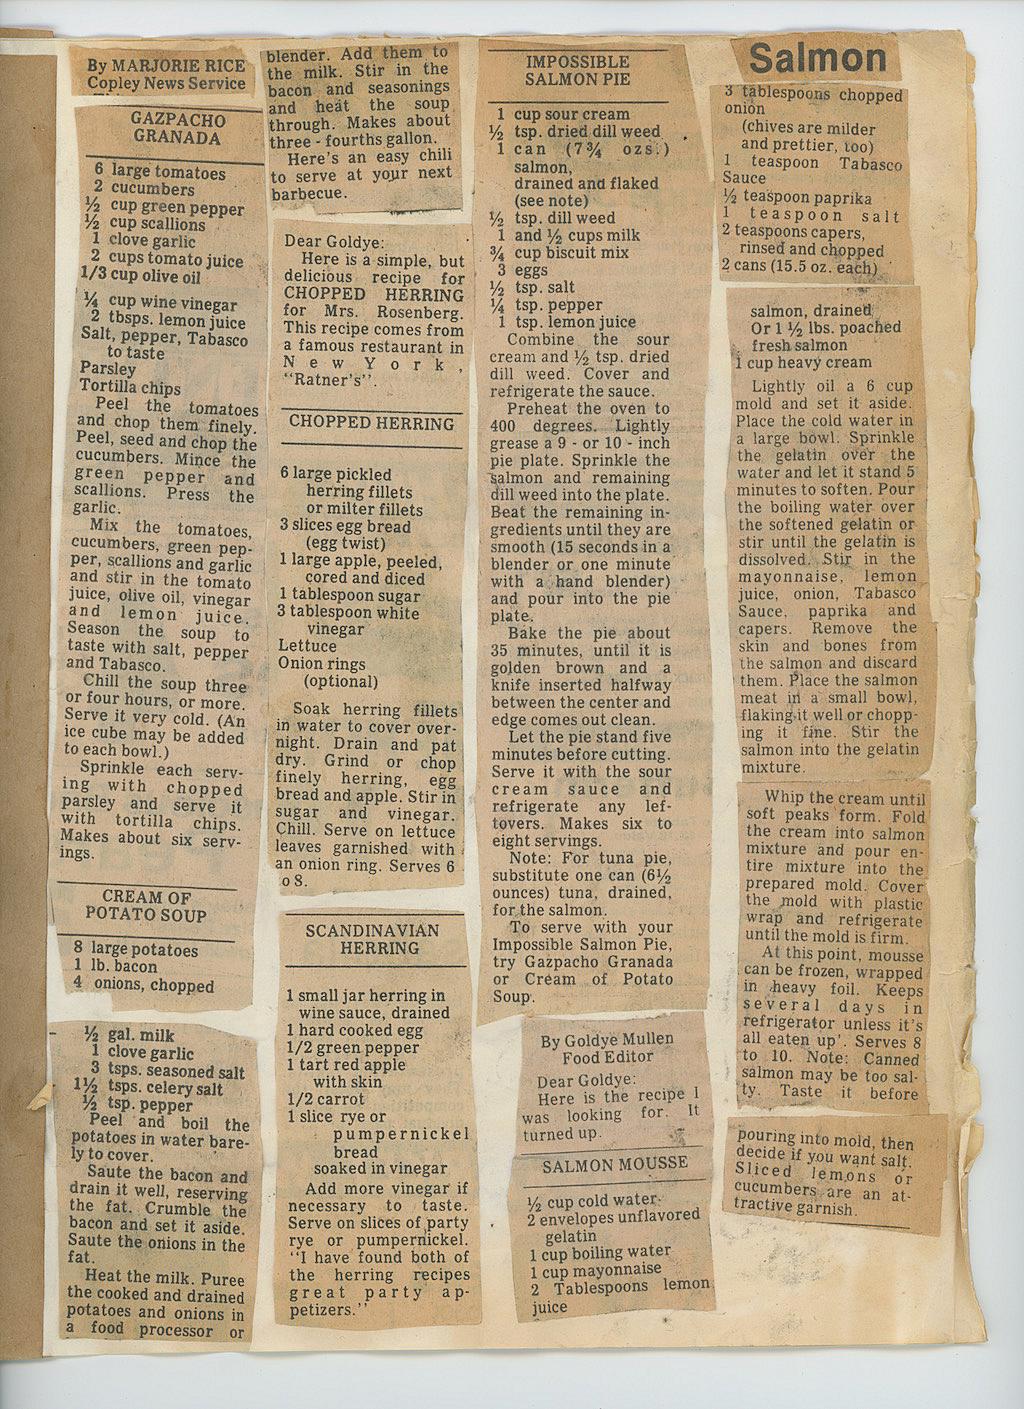 By MARJORIE RICE
Copley News Service
GAZPACHO
GRANADA
6 large tomatoes
2 cucumbers
½ cup green pepper
½ cup scallions
1 clove garlic
2 cups tomato juice
1/3 cup olive oil
¼ cup wine vinegar
2 tbsps. lemon juice
Salt, pepper, Tabasco
to taste
Parsley
Tortilla chips
Peel the tomatoes
and chop them finely.
Peel, seed and chop the
cucumbers. Mince the
green pepper and
scallions. Press the
garlic.
Mix the tomatoes,
cucumbers, green pep-
per, scallions and garlic
and stir in the tomato
juice, olive oil, vinegar
and lemon juice.
Season the soup to
taste with salt, pepper
and Tabasco.
Chill the soup three
or four hours, or more.
Serve it very cold. (An
ice cube may be added
to each bowl.)
Sprinkle each serv-
ing with chopped
parsley and serve it
with tortilla chips.
Makes about six serv-
ings.
CREAM OF
POTATO SOUP
8 large potatoes
1 lb. bacon
4 onions, chopped
½ gal. milk
1 clove garlic
3 tsps. seasoned salt
1½ tsps. celery salt
½ tsp. pepper
Peel and boil the
potatoes in water bare-
ly to cover.
Saute the bacon and
drain it well, reserving
the fat. Crumble the
bacon and set it aside.
Saute the onions in the
fat.
Heat the milk. Puree
the cooked and drained
potatoes and onions in
a food processor or
blender. Add them to
the milk. Stir in the
bacon and seasonings
and heat the soup
through. Makes about
three - fourths gallon.
Here's an easy chili
to serve at your next
barbecue.
Dear Goldye:
Here is a simple, but
delicious recipe for
CHOPPED HERRING
for Mrs. Rosenberg.
This recipe comes from
a famous restaurant in
New York,
"Ratner's".
CHOPPED HERRING
6 large pickled
herring fillets
or milter fillets
3 slices egg bread
(egg twist)
1 large apple, peeled,
cored and diced
1 tablespoon sugar
3 tablespoon white
vinegar
Lettuce
Onion rings
(optional)
Soak herring fillets
in water to cover over-
night. Drain and pat
dry. Grind or chop
finely herring, egg
bread and apple. Stir in
sugar and vinegar.
Chill. Serve on lettuce
leaves garnished with
an onion ring. Serves 6
o 8.
SCANDINAVIAN
HERRING
1 small jar herring in
wine sauce, drained
1 hard cooked egg
1/2 green pepper
1 tart red apple
with skin
1/2 carrot
1 slice rye or
pumpernickel
bread
soaked in vinegar
Add more vinegar if
necessary to taste.
Serve on slices of party
rye or pumpernickel.
"I have found both of
the herring recipes
great party ap-
petizers."
IMPOSSIBLE
SALMON PIE
1 cup sour cream
½ tsp. dried dill weed
1 can (7¾ ozs.)
salmon,
drained and flaked
(see note)
½ tsp. dill weed
1 and ½ cups milk
¾ cup biscuit mix
3 eggs
½ tsp. salt
¼ tsp. pepper
1 tsp. lemon juice
Combine the sour
cream and ½ tsp. dried
dill weed. Cover and
refrigerate the sauce.
Preheat the oven to
400 degrees. Lightly
grease a 9 - or 10 - inch
pie plate. Sprinkle the
salmon and remaining
dill weed into the plate.
Beat the remaining in-
gredients until they are
smooth (15 seconds in a
blender or one minute
with a hand blender)
and pour into the pie
plate.
Bake the pie about
35 minutes, until it is
golden brown and a
knife inserted halfway
between the center and
edge comes out clean.
Let the pie stand five
minutes before cutting.
Serve it with the sour
cream sauce and
refrigerate any lef-
tovers. Makes six to
eight servings.
Note: For tuna pie,
substitute one can (6½
ounces) tuna, drained,
for the salmon.
To serve with your
Impossible Salmon Pie,
try Gazpacho Granada
or Cream of Potato
Soup.
By Goldye Mullen
Food Editor
Dear Goldye:
Here is the recipe I
was looking for. It
turned up.
SALMON MOUSSE
½ cup cold water
2 envelopes unflavored
gelatin
1 cup boiling water
1 cup mayonnaise
2 Tablespoons lemon
juice
Salmon
3 tablespoons chopped
onion
(chives are milder
and prettier, too)
1 teaspoon Tabasco
Sauce
½ teaspoon paprika
1 teaspoon salt
2 teaspoons capers,
rinsed and chopped
2 cans (15.5 oz. each)
salmon, drained
Or 1 ½ lbs. poached
fresh salmon
1 cup heavy cream
Lightly oil a 6 cup
mold and set it aside.
Place the cold water in
a large bowl. Sprinkle
the gelatin over the
water and let it stand 5
minutes to soften. Pour
the boiling water over
the softened gelatin or
stir until the gelatin is
dissolved. Stir in the
mayonnaise, lemon
juice, onion, Tabasco
Sauce, paprika and
capers. Remove the
skin and bones from
the salmon and discard
them. Place the salmon
meat in a small bowl,
flaking it well or chopp-
ing it fine. Stir the
salmon into the gelatin
mixture.
Whip the cream until
soft peaks form. Fold
the cream into salmon
mixture and pour en-
tire mixture into the
prepared mold. Cover
the mold with plastic
wrap and refrigerate
until the mold is firm.
At this point, mousse
can be frozen, wrapped
in heavy foil. Keeps
several days in
refrigerator unless it's
all eaten up'. Serves 8
to 10. Note: Canned
salmon may be too sal-
ty. Taste it before
pouring into mold, then
decide if you want salt.
Sliced lemons or
cucumbers are an at-
tractive garnish.